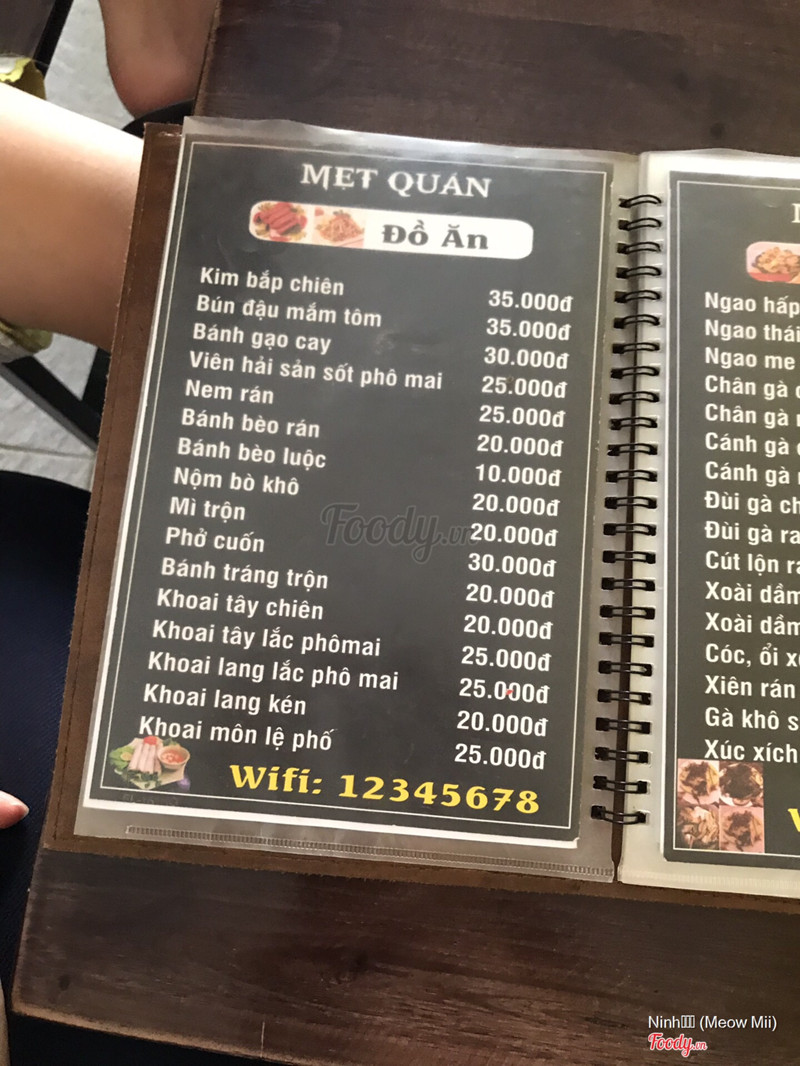 MẸT QUÁN
Đồ Ăn
Kim bắp chiên 35.000đ
Bún đậu mắm tôm 35.000đ
Bánh gạo cay 30.000đ
Viên hải sản sốt phô mai 25.000đ
Nem rán 25.000đ
Bánh bèo rán 20.000đ
Bánh bèo luộc 10.000đ
Nộm bò khô 20.000đ
Mì trộn 20.000đ
Phở cuốn 30.000đ
Bánh tráng trộn 20.000đ
Khoai tây chiên 20.000đ
Khoai tây lắc phômai 25.000đ
Khoai lang lắc phô mai 25.000đ
Khoai lang kén 20.000đ
Khoai môn lệ phố 25.000đ
Wifi: 12345678
Ngao hấp
Ngao thái
Ngao me
Chân gà
Chân gà
Cánh gà
Cánh gà
Đùi gà
Đùi gà
Cút lộn
Xoài dầm
Xoài dầm
Cóc, ổi
Xiên rán
Gà khô
Xúc xích
Foody.vn
Ninh (Meow Mii)
Foody.vn